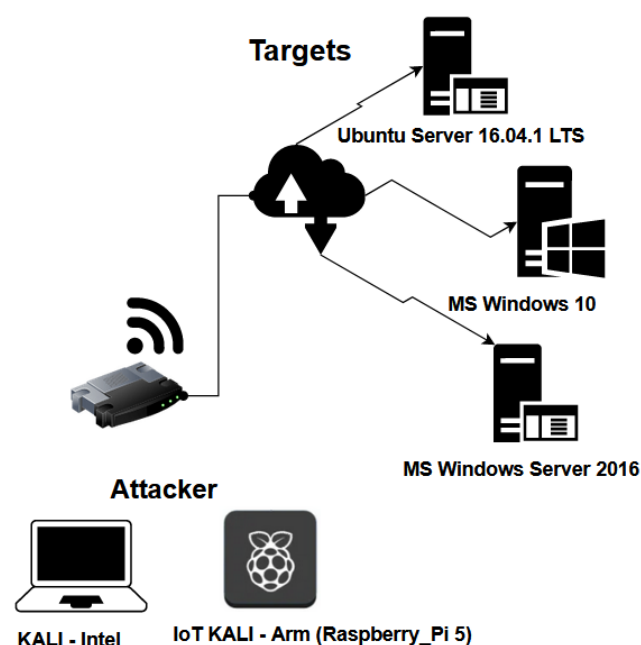 Targets
Ubuntu Server 16.04.1 LTS
MS Windows 10
MS Windows Server 2016
Attacker
KALI - Intel
IoT KALI - Arm (Raspberry_Pi 5)